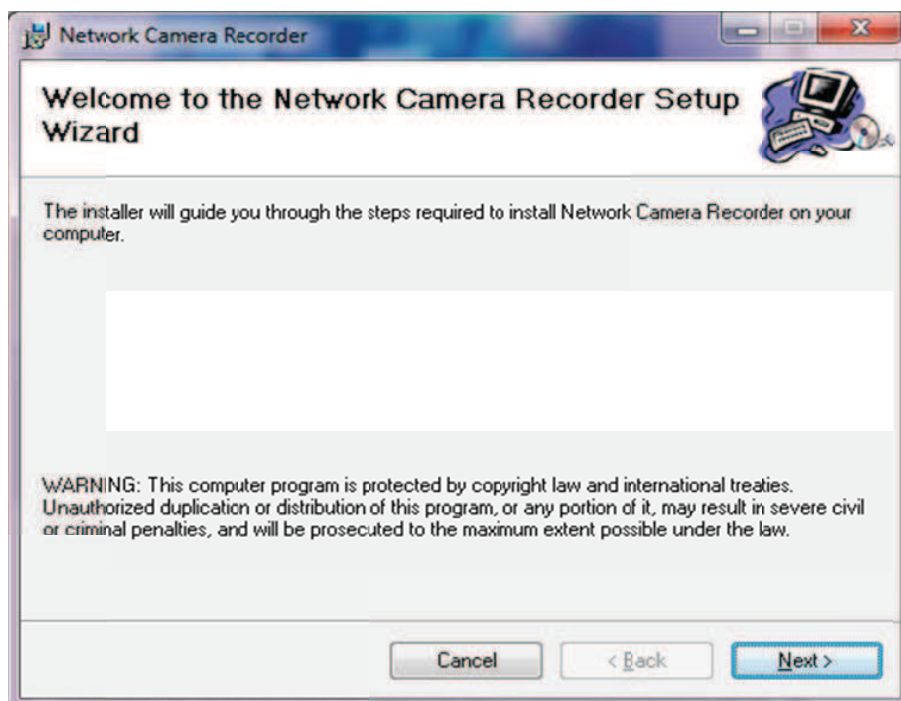 Network Camera Recorder
Welcome to the Network Camera Recorder Setup
Wizard
The installer will guide you through the steps required to install Network Camera Recorder on your
computer.
WARNING: This computer program is protected by copyright law and international treaties.
Unauthorized duplication or distribution of this program, or any portion of it, may result in severe civil
or criminal penalties, and will be prosecuted to the maximum extent possible under the law.
Cancel
< Back
Next >